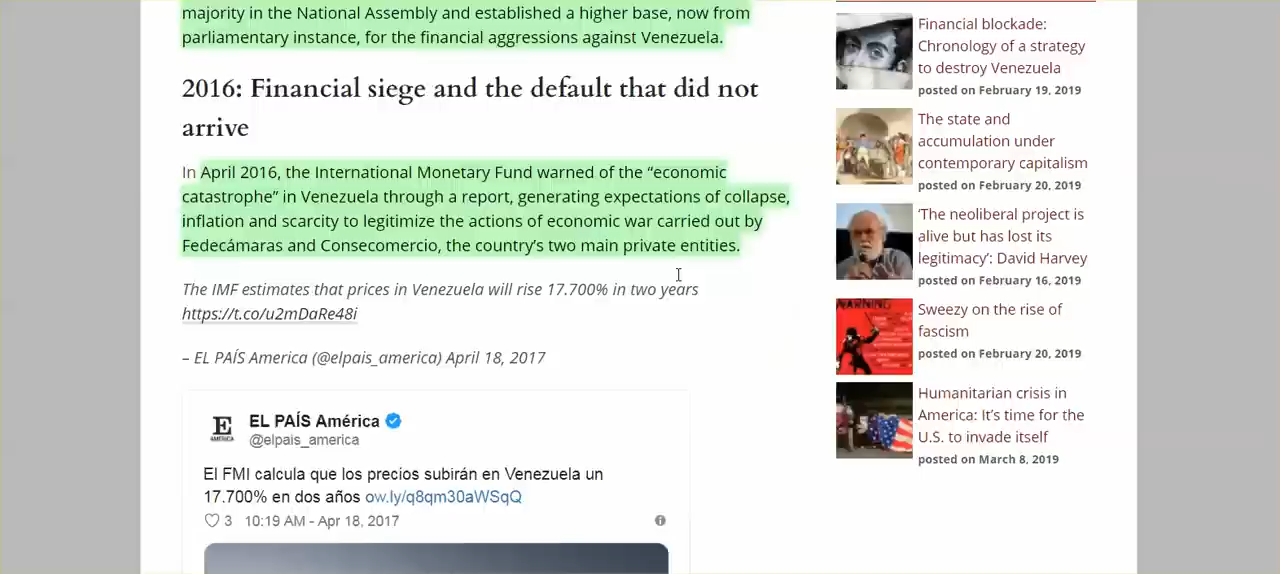 majority in the National Assembly and established a higher base, now from
parliamentary instance, for the financial aggressions against Venezuela.
2016: Financial siege and the default that did not
arrive
In April 2016, the International Monetary Fund warned of the “economic
catastrophe” in Venezuela through a report, generating expectations of collapse,
inflation and scarcity to legitimize the actions of economic war carried out by
Fedecámaras and Consecomercio, the country’s two main private entities.
The IMF estimates that prices in Venezuela will rise 17.700% in two years
https://t.co/u2mDaRe48i
– EL PAÍS America (@elpais_america) April 18, 2017
E
AMÉRICA
EL PAÍS América
@elpais_america
El FMI calcula que los precios subirán en Venezuela un
17.700% en dos años ow.ly/q8qm30aWSqQ
3 10:19 AM - Apr 18, 2017
Financial blockade:
Chronology of a strategy
to destroy Venezuela
posted on February 19, 2019
The state and
accumulation under
contemporary capitalism
posted on February 20, 2019
‘The neoliberal project is
alive but has lost its
legitimacy’: David Harvey
posted on February 16, 2019
WARNING
Sweezy on the rise of
fascism
posted on February 20, 2019
Humanitarian crisis in
America: It’s time for the
U.S. to invade itself
posted on March 8, 2019